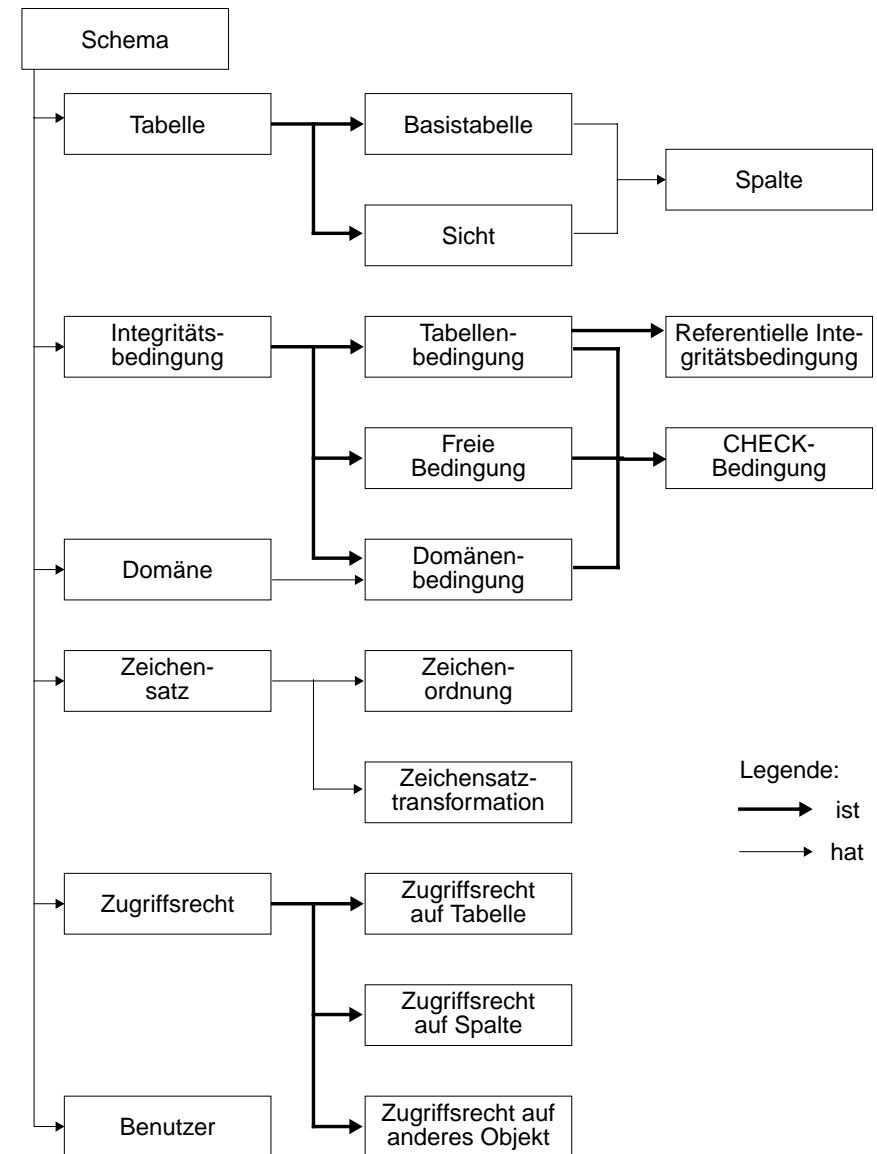 Schema
Tabelle
Basistabelle
Spalte
Sicht
Integritäts-
bedingung
Tabellen-
bedingung
Referentielle Inte-
gritätsbedingung
Freie
Bedingung
CHECK-
Bedingung
Domäne
Domänen-
bedingung
Zeichen-
satz
Zeichen-
ordnung
Zeichensatz-
transformation
Legende:
ist
hat
Zugriffsrecht
Zugriffsrecht
auf Tabelle
Zugriffsrecht
auf Spalte
Benutzer
Zugriffsrecht auf
anderes Objekt